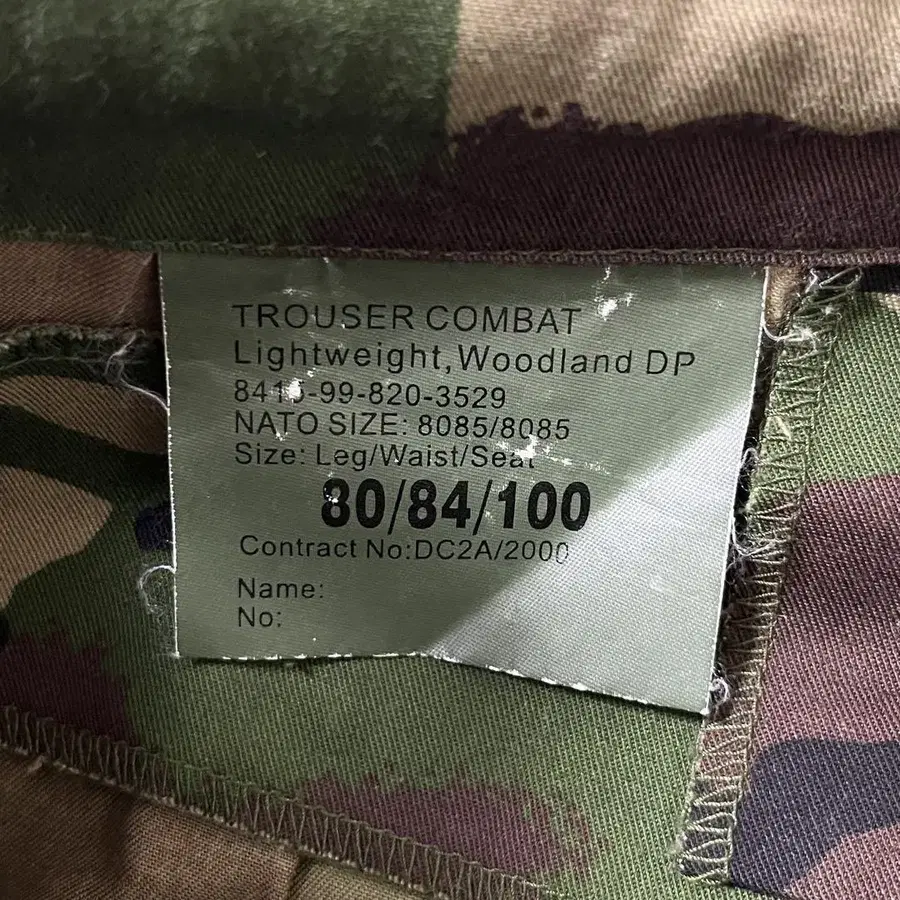 TROUSER COMBAT
Lightweight, Woodland DP
8415-99-820-3529
NATO SIZE: 8085/8085
Size: Leg/Waist/Seat
80/84/100
Contract No:DC2A/2000
Name:
No: